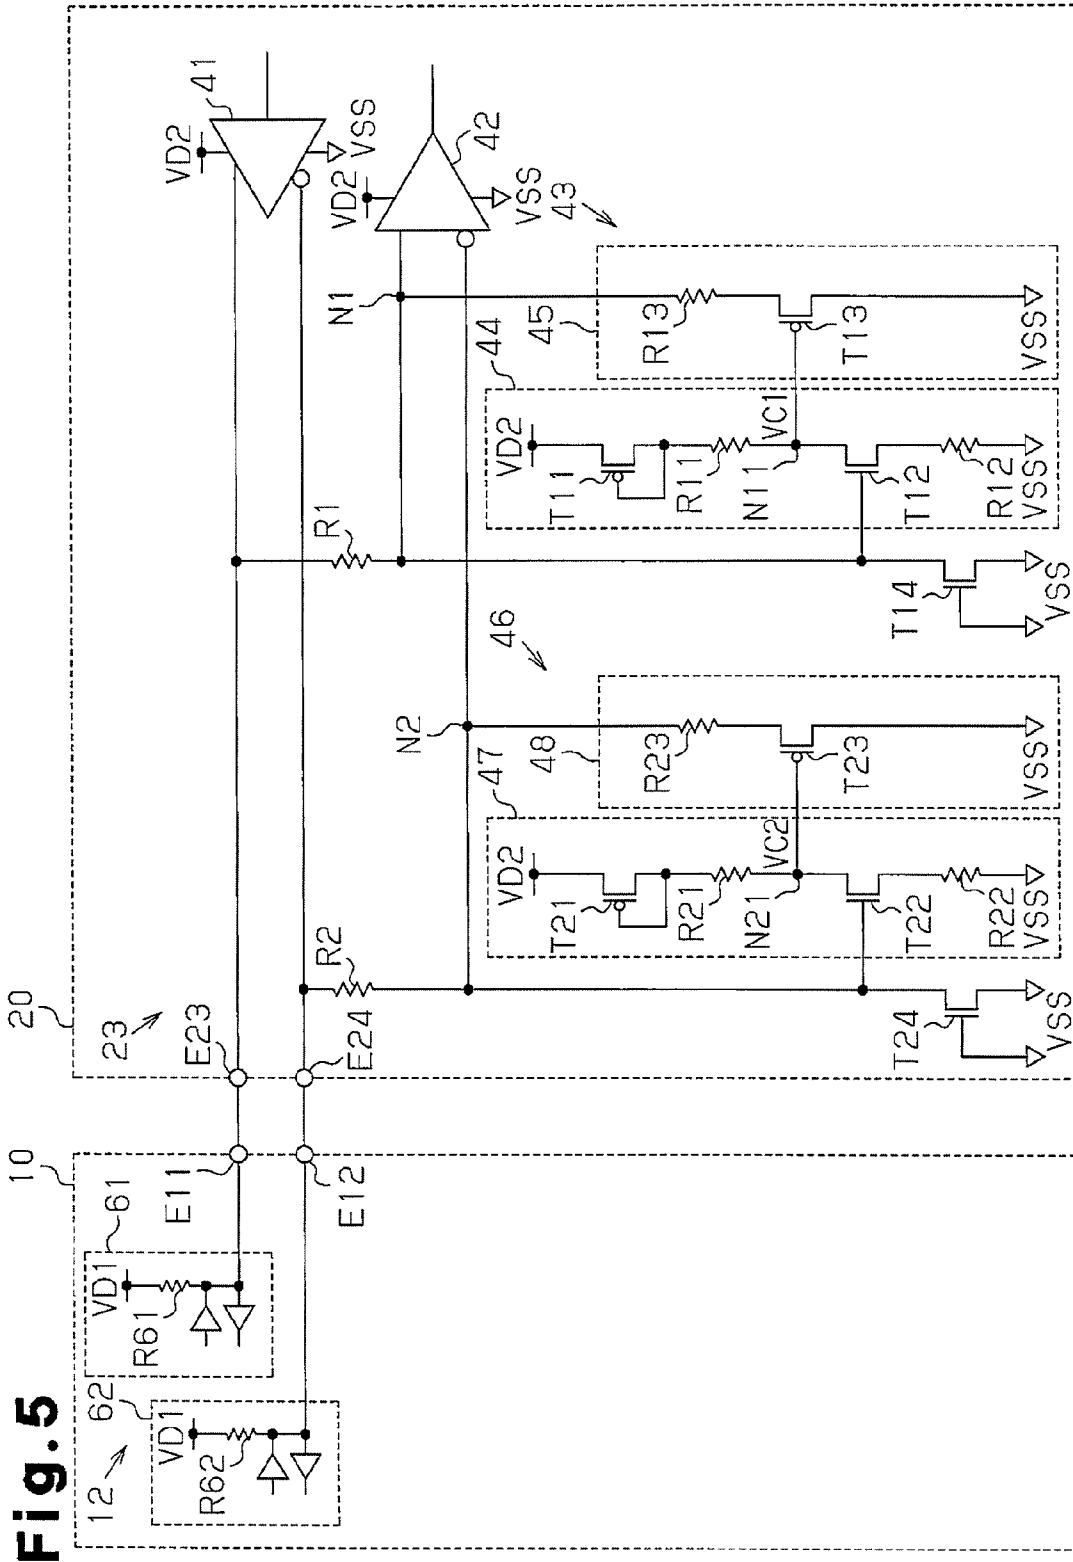 Fig.5
10
12
62
VD1
R62
61
VD1
R61
E11
E12
20
23
E23
E24
R2
R1
VD2
41
VSS
VD2
42
VSS
N1
N2
43
44
45
46
47
48
VD2
T21
R21
N21
VC2
T22
R22
VSS
R23
T23
VSS
T24
VSS
VD2
T11
R11
N11
VC1
T12
R12
VSS
R13
T13
VSS
T14
VSS